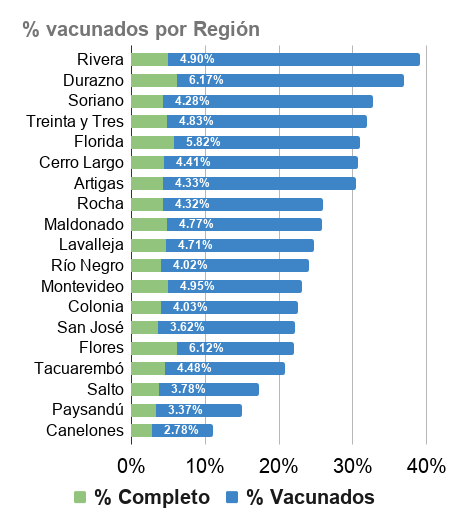 % vacunados por Región
Rivera 4.90%
Durazno 6.17%
Soriano 4.28%
Treinta y Tres 4.83%
Florida 5.82%
Cerro Largo 4.41%
Artigas 4.33%
Rocha 4.32%
Maldonado 4.77%
Lavalleja 4.71%
Río Negro 4.02%
Montevideo 4.95%
Colonia 4.03%
San José 3.62%
Flores 6.12%
Tacuarembó 4.48%
Salto 3.78%
Paysandú 3.37%
Canelones 2.78%
0% 10% 20% 30% 40%
% Completo % Vacunados